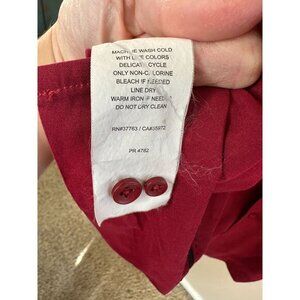 MACHINE WASH COLD
WITH LIKE COLORS
DELICATE CYCLE
ONLY NON-CHLORINE
BLEACH IF NEEDED
LINE DRY
WARM IRON IF NEEDED
DO NOT DRY CLEAN
RN#37763 / CA#35972
PR 4782